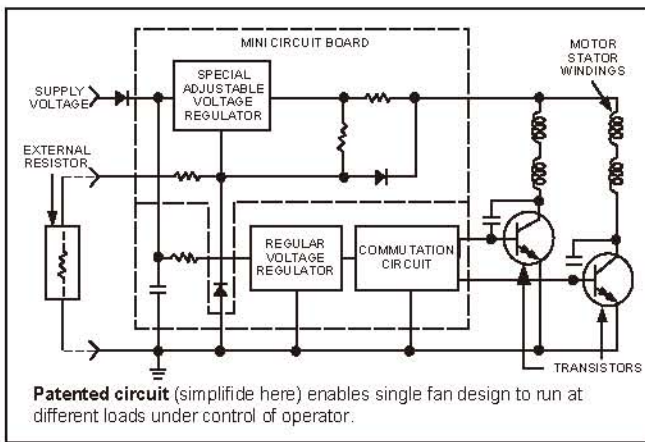 MINI CIRCUIT BOARD
MOTOR
STATOR
WINDINGS
SUPPLY
VOLTAGE
SPECIAL
ADJUSTABLE
VOLTAGE
REGULATOR
EXTERNAL
RESISTOR
REGULAR
VOLTAGE
REGULATOR
COMMUTATION
CIRCUIT
TRANSISTORS
Patented circuit (simplifide here) enables single fan design to run at
different loads under control of operator.